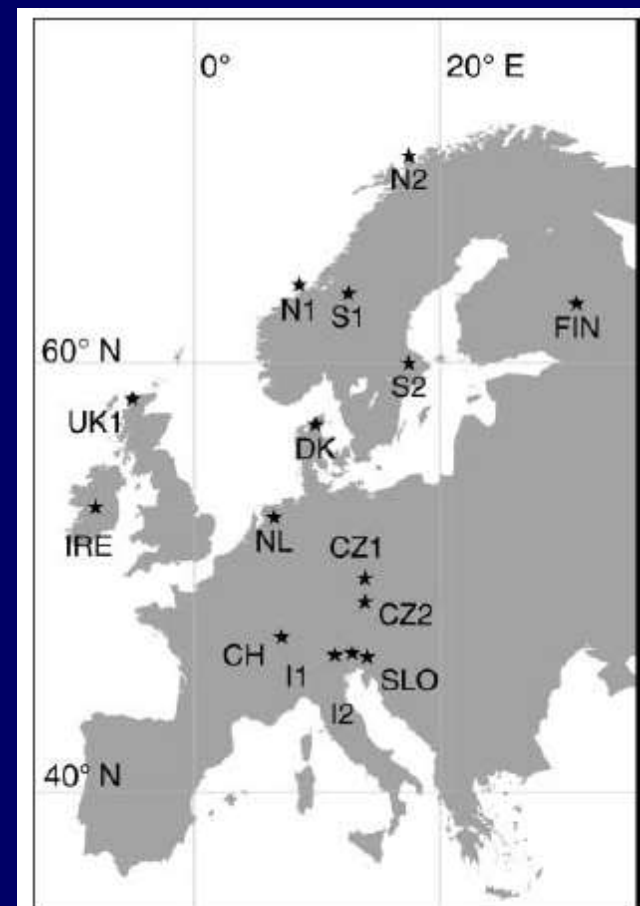 0°
20° E
N2
N1
S1
FIN
60° N
S2
UK1
DK
IRE
NL
CZ1
CZ2
CH
I1
SLO
I2
40° N